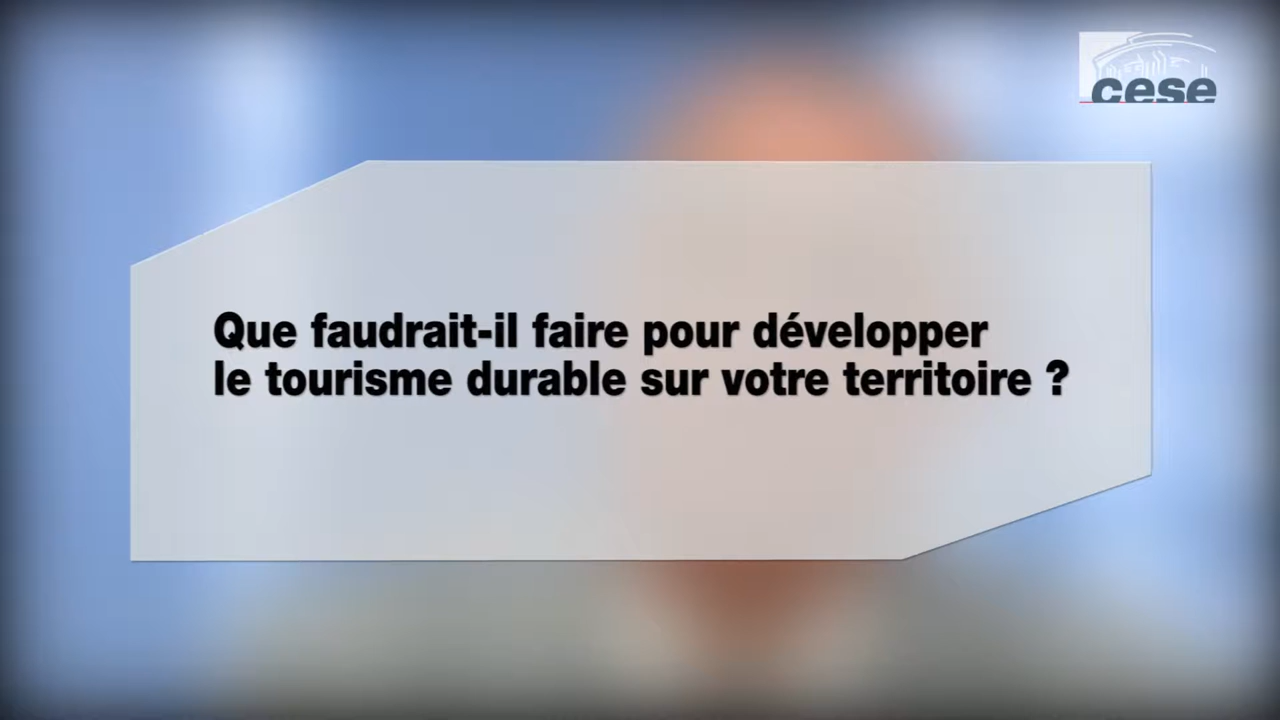 cese
Que faudrait-il faire pour développer
le tourisme durable sur votre territoire ?